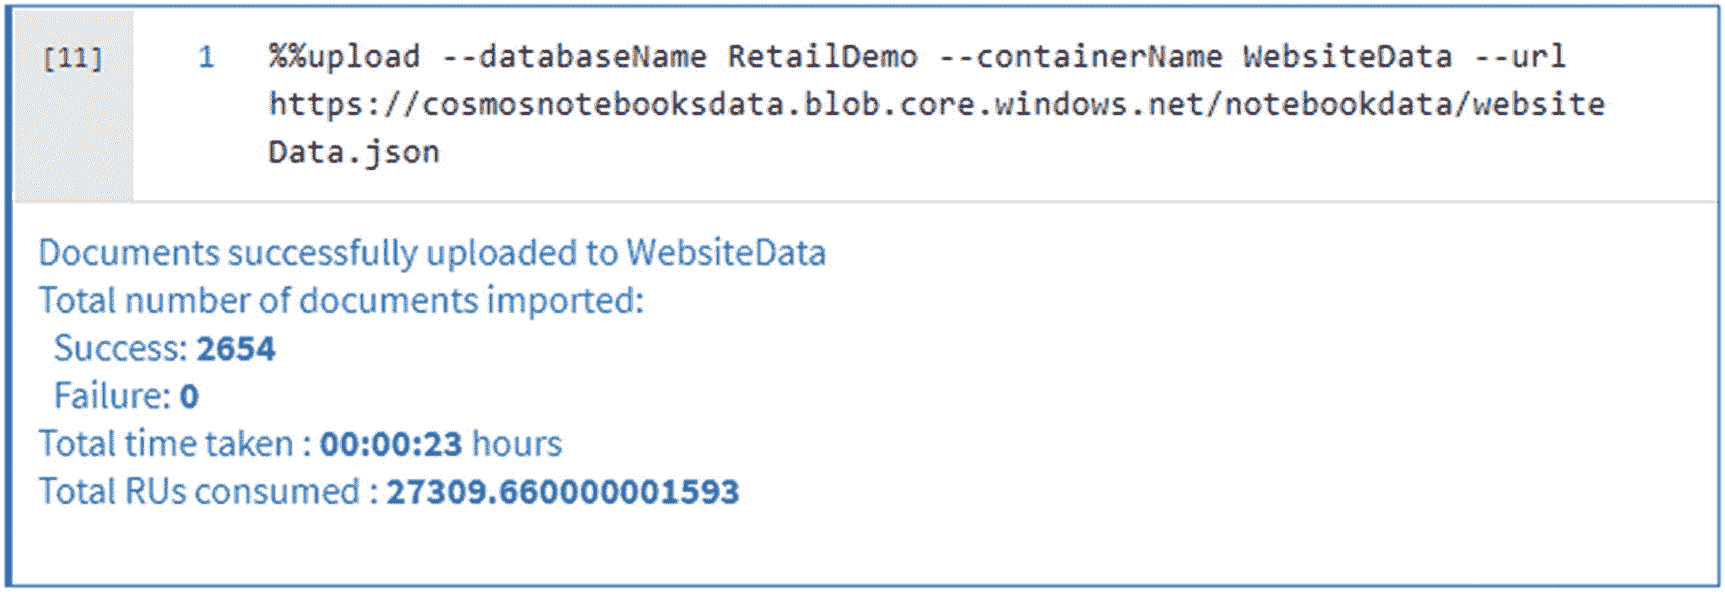 [11] 1 %%upload --databaseName RetailDemo --containerName WebsiteData --url
https://cosmosnotebooksdata.blob.core.windows.net/notebookdata/website
Data.json
Documents successfully uploaded to WebsiteData
Total number of documents imported:
Success: 2654
Failure: 0
Total time taken : 00:00:23 hours
Total RUs consumed : 27309.660000001593